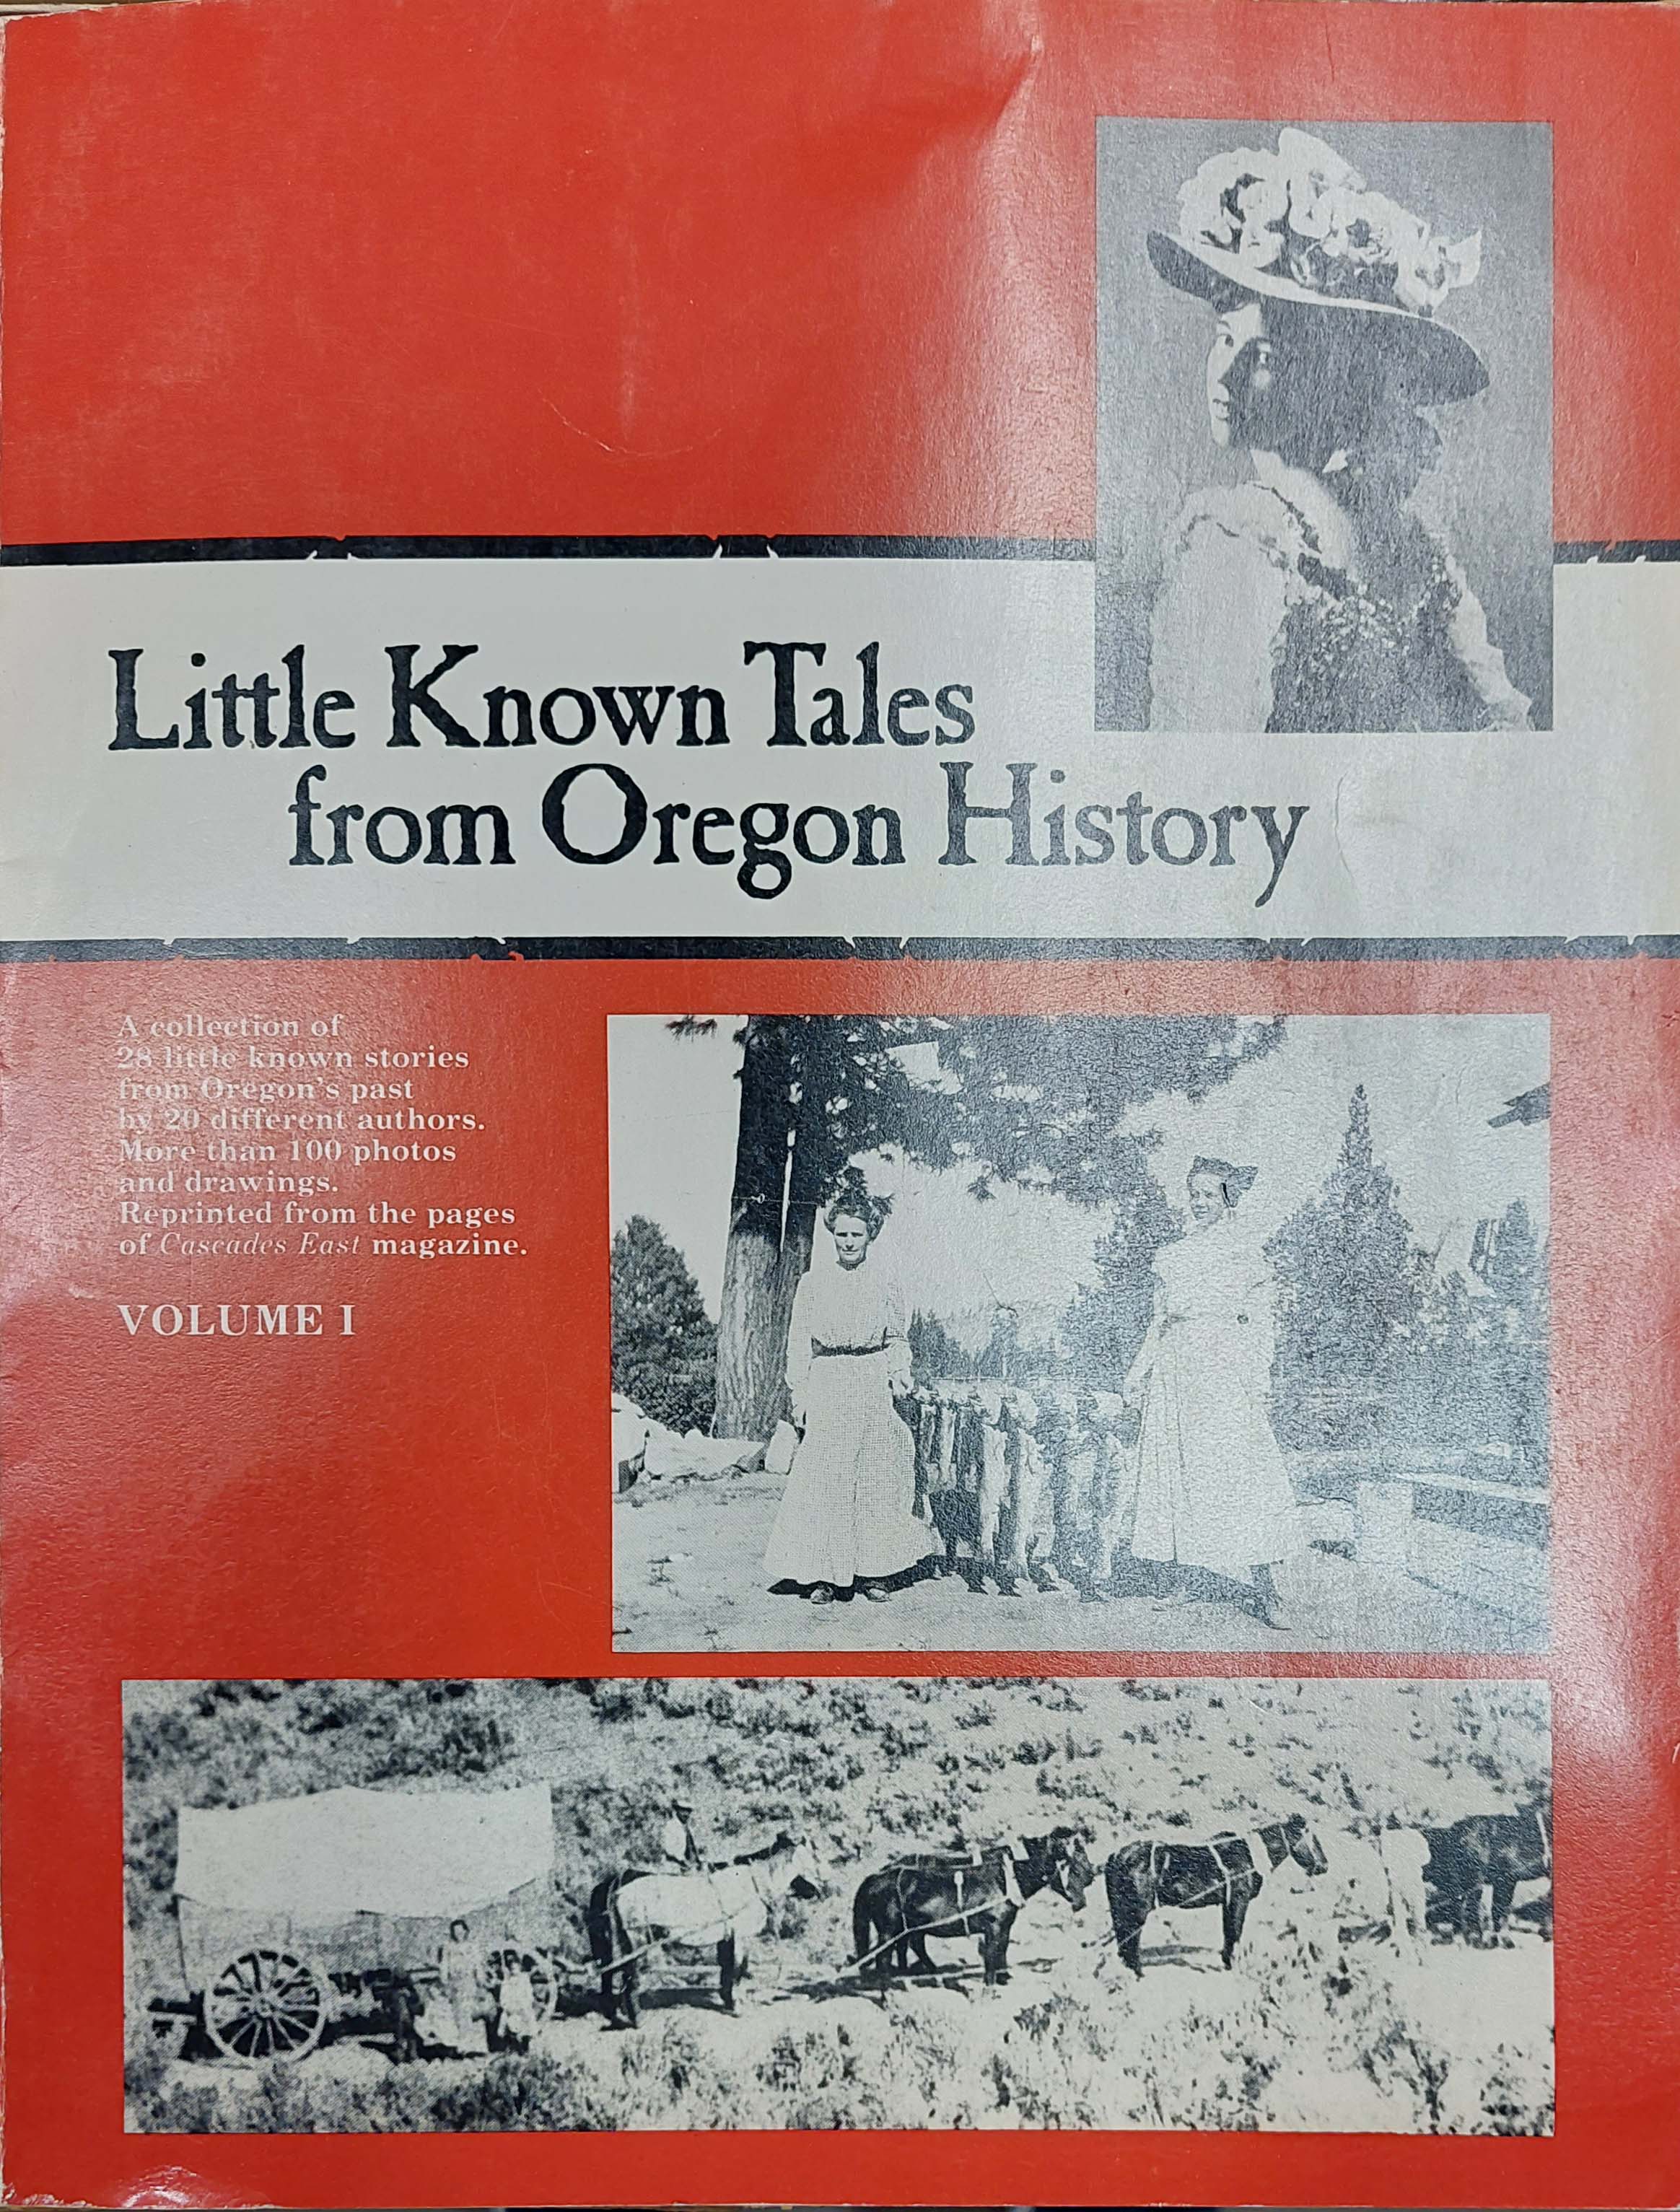 Little Known Tales
from Oregon History
A collection of
28 little known stories
from Oregon's past
by 20 different authors.
More than 100 photos
and drawings.
Reprinted from the pages
of Cascades East magazine.
VOLUME I